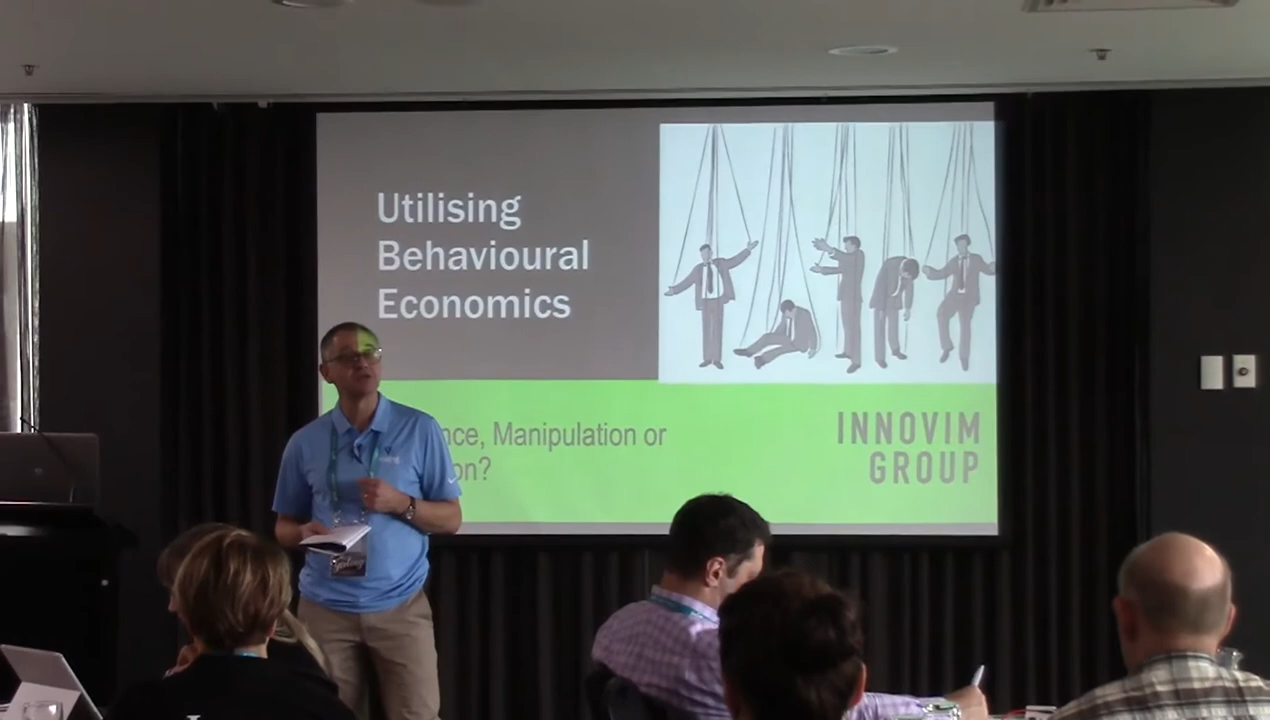 Utilising
Behavioural
Economics
nce, Manipulation or
on?
INNOVIM
GROUP